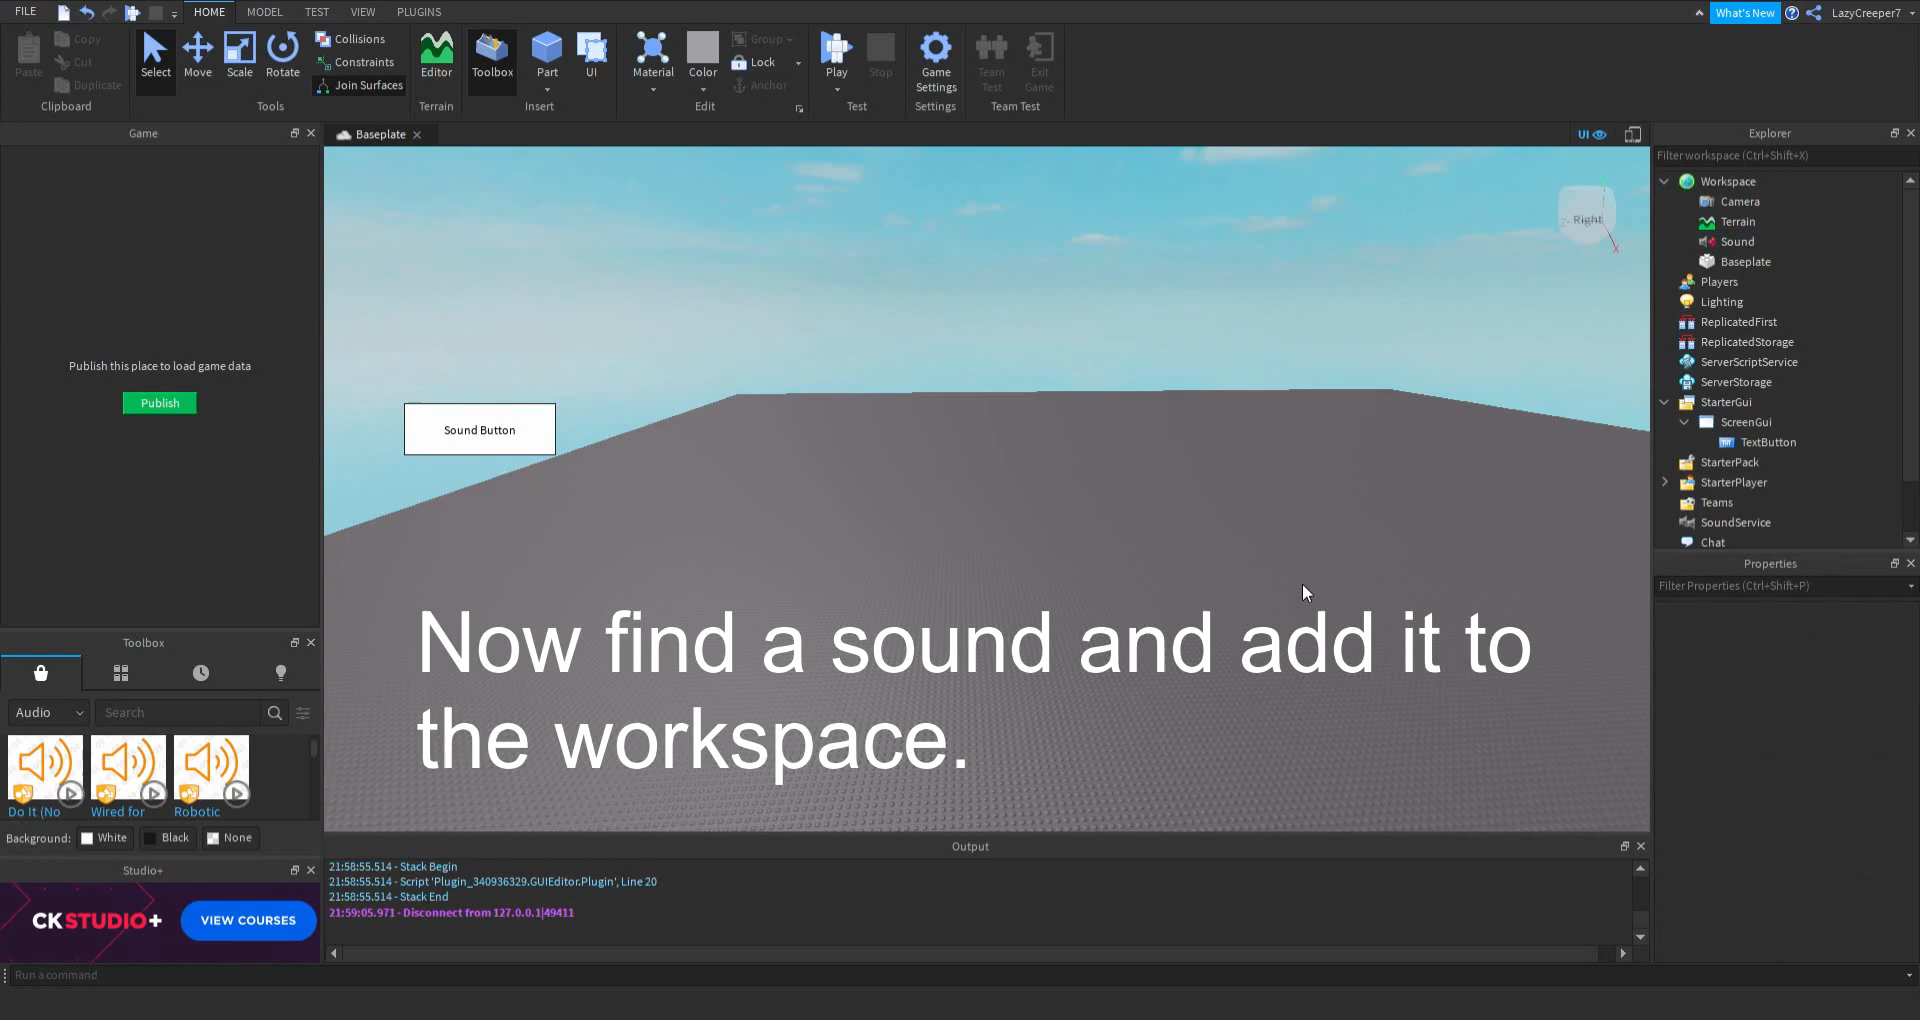 FILE HOME MODEL TEST VIEW PLUGINS What's New LazyCreeper7
Paste Copy Cut Duplicate Clipboard
Select Move Scale Rotate Collisions Constraints Join Surfaces Tools
Editor Terrain
Toolbox Part UI Insert
Material Color Group Lock Anchor Edit
Play Stop Test
Game Settings Settings
Team Test Exit Game Team Test
Game
Publish this place to load game data
Publish
Toolbox
Audio Search
Do It (No Wired for Robotic
Background: White Black None
Studio+
CKSTUDIO+ VIEW COURSES
Baseplate UI
Right
X
Sound Button
Now find a sound and add it to
the workspace.
Output
21:58:55.514 - Stack Begin
21:58:55.514 - Script 'Plugin_340936329.GUIEditor.Plugin', Line 20
21:58:55.514 - Stack End
21:59:05.971 - Disconnect from 127.0.0.1|49411
Explorer
Filter workspace (Ctrl+Shift+X)
Workspace
Camera
Terrain
Sound
Baseplate
Players
Lighting
ReplicatedFirst
ReplicatedStorage
ServerScriptService
ServerStorage
StarterGui
ScreenGui
TextButton
StarterPack
StarterPlayer
Teams
SoundService
Chat
Properties
Filter Properties (Ctrl+Shift+P)
Run a command